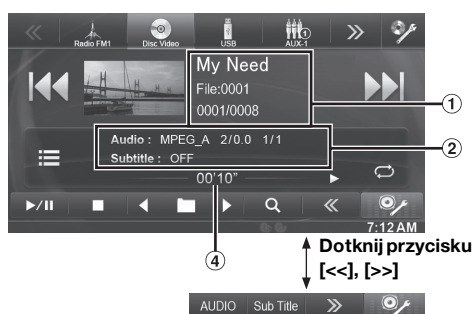 Radio FM1 Disc Video USB AUX-1
My Need
File:0001
0001/0008
1
Audio : MPEG_A 2/0.0 1/1
2
Subtitle : OFF
00'10"
7:12 AM
4
Dotknij przycisku
[<<], [>>]
AUDIO Sub Title